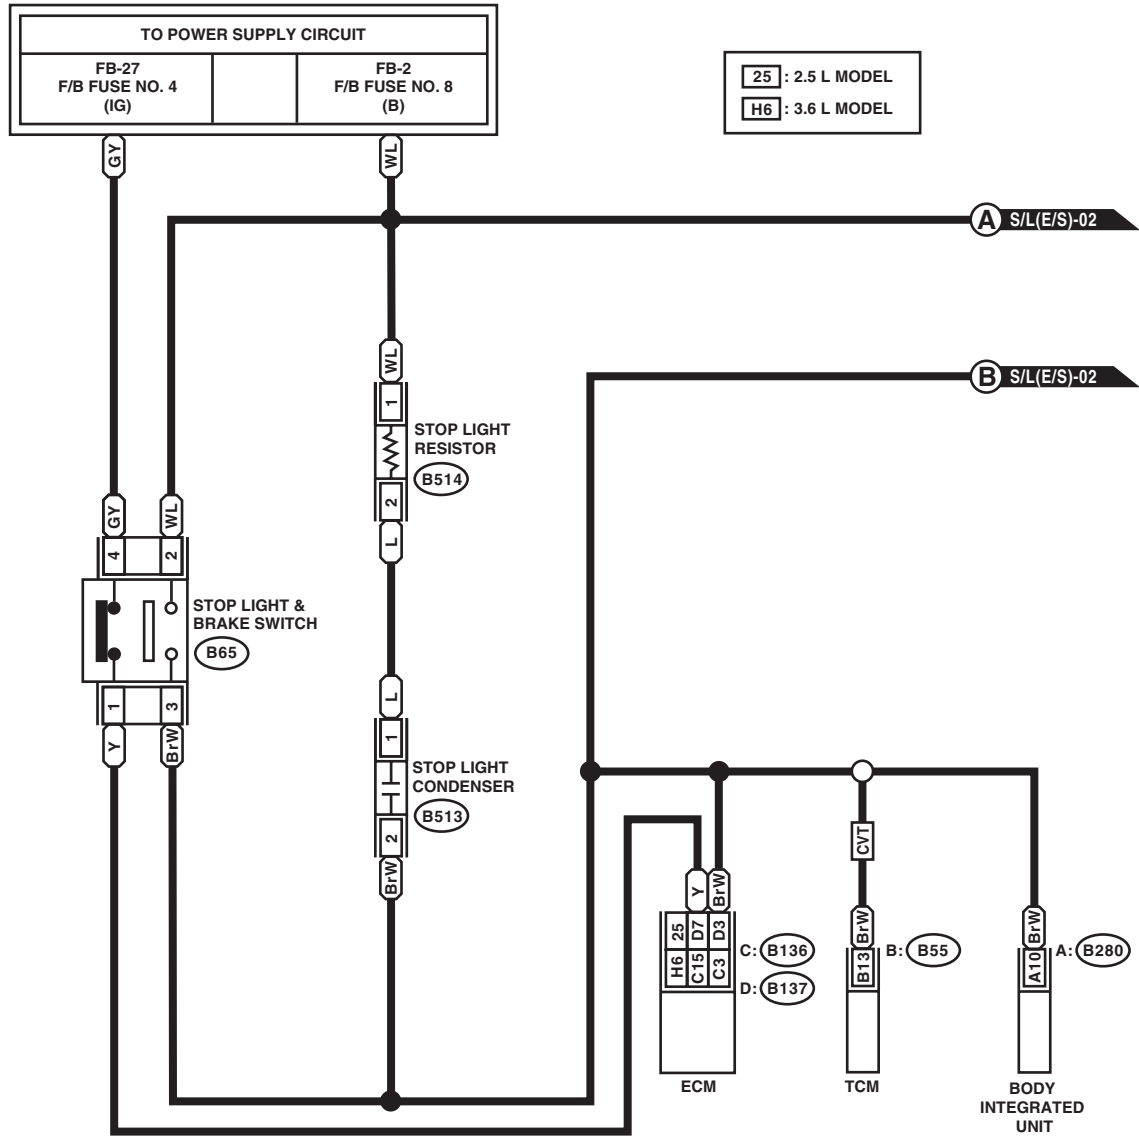 TO POWER SUPPLY CIRCUIT
FB-27
F/B FUSE NO. 4
(IG)
FB-2
F/B FUSE NO. 8
(B)
25 : 2.5 L MODEL
H6 : 3.6 L MODEL
GY
WL
A S/L(E/S)-02
WL
B S/L(E/S)-02
1
STOP LIGHT
RESISTOR
B514
2
L
GY
WL
4
2
STOP LIGHT &
BRAKE SWITCH
B65
1
3
Y
BrW
L
1
STOP LIGHT
CONDENSER
B513
2
BrW
CVT
Y
BrW
BrW
BrW
25
D7
D3
H6
C15
C3
C: B136
D: B137
B13
B: B55
A10
A: B280
ECM
TCM
BODY
INTEGRATED
UNIT